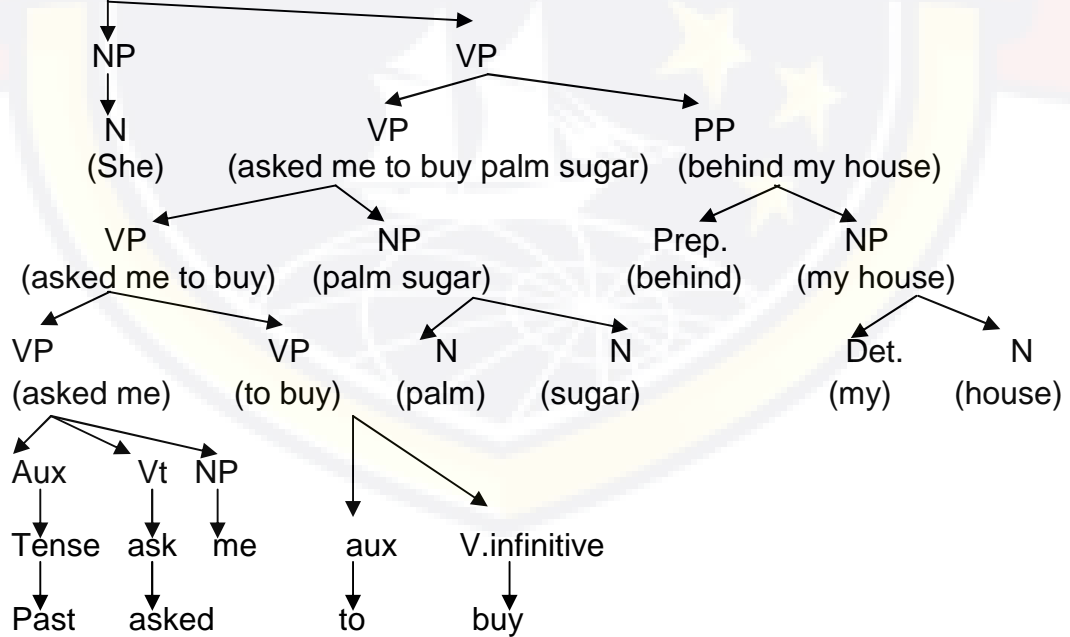 NP VP
N VP PP
(She) (asked me to buy palm sugar) (behind my house)
VP NP Prep. NP
(asked me to buy) (palm sugar) (behind) (my house)
VP VP N N Det. N
(asked me) (to buy) (palm) (sugar) (my) (house)
Aux Vt NP
Tense ask me aux V.infinitive
Past asked to buy